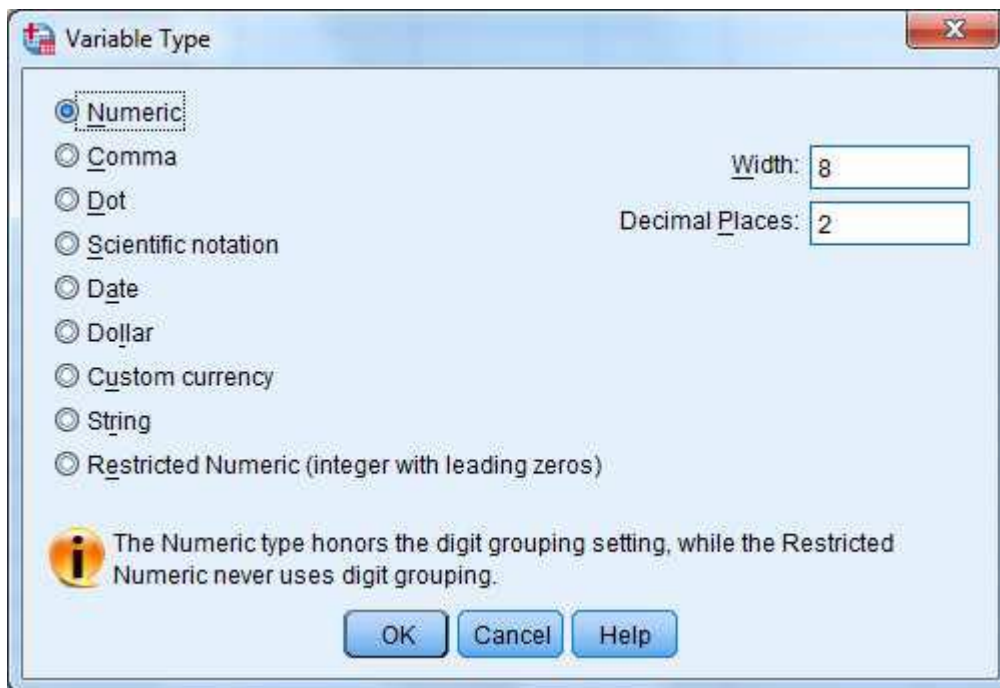 Variable Type
Numeric
Comma
Dot
Scientific notation
Date
Dollar
Custom currency
String
Restricted Numeric (integer with leading zeros)
Width: 8
Decimal Places: 2
The Numeric type honors the digit grouping setting, while the Restricted
Numeric never uses digit grouping.
OK Cancel Help